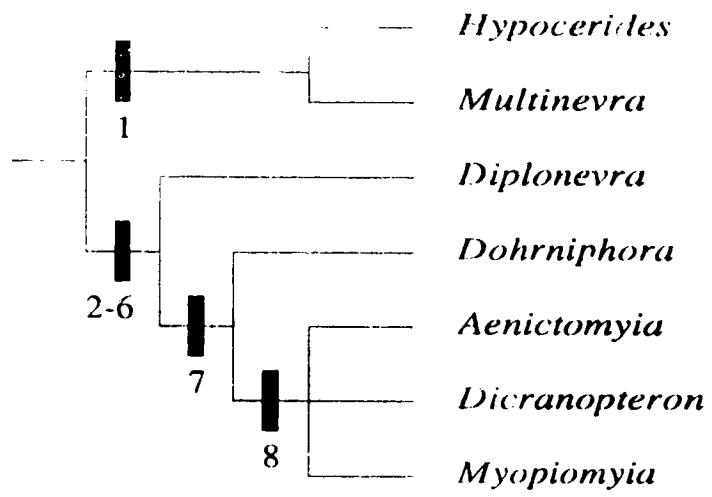 Hypocerides
Multinevra
1
Diplonevra
Dohrniphora
2-6
Aenictomyia
7
Dicranopteron
8
Myopiomyia